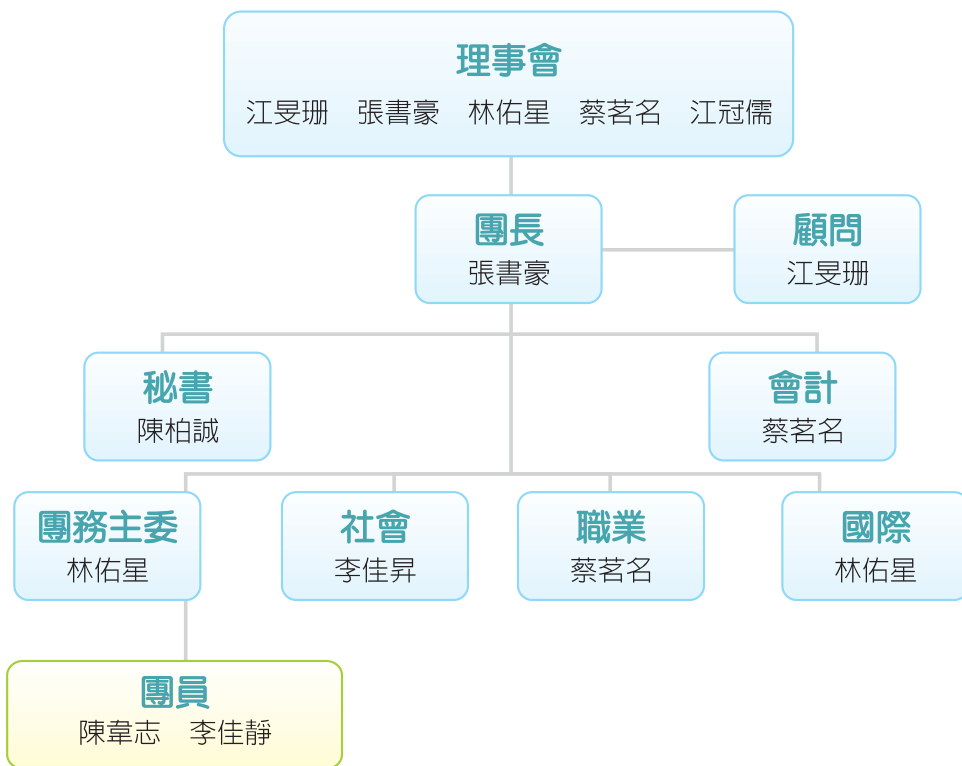 理事會
江旻珊 張書豪 林佑星 蔡茗名 江冠儒
團長
張書豪
顧問
江旻珊
秘書
陳柏誠
會計
蔡茗名
團務主委
林佑星
社會
李佳昇
職業
蔡茗名
國際
林佑星
團員
陳韋志 李佳靜